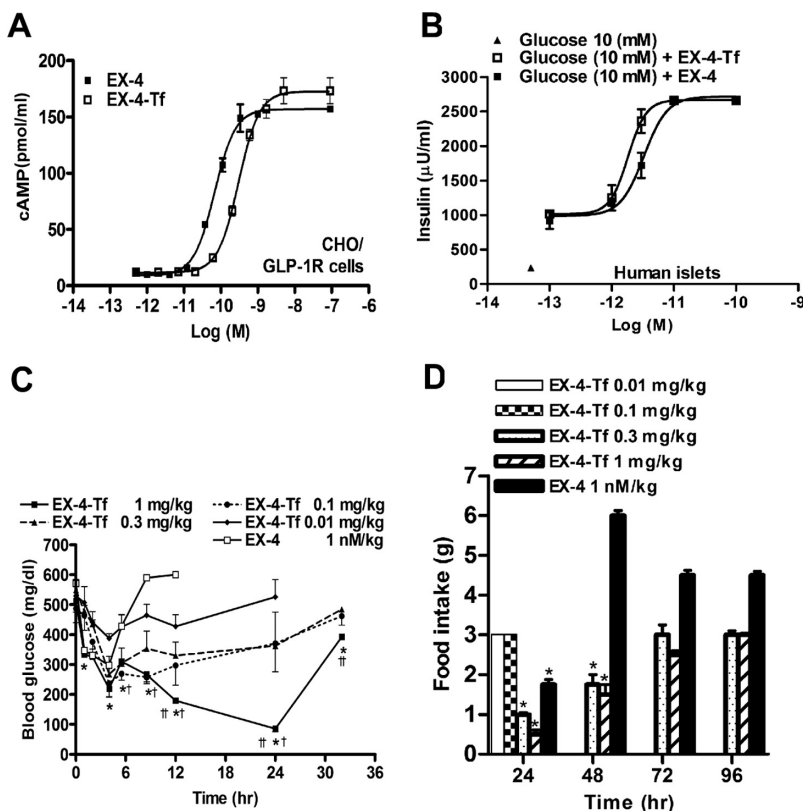 A
EX-4
EX-4-Tf
200
150
100
50
0
cAMP(pmol/ml)
CHO/
GLP-1R cells
-14 -13 -12 -11 -10 -9 -8 -7 -6
Log (M)
B
Glucose 10 (mM)
Glucose (10 mM) + EX-4-Tf
Glucose (10 mM) + EX-4
3000
2500
2000
1500
1000
500
0
Insulin (µU/ml)
Human islets
-14 -13 -12 -11 -10 -9
Log (M)
C
EX-4-Tf 1 mg/kg EX-4-Tf 0.1 mg/kg
EX-4-Tf 0.3 mg/kg EX-4-Tf 0.01 mg/kg
EX-4 1 nM/kg
700
600
500
400
300
200
100
0
Blood glucose (mg/dl)
*
*
*†
*†
†† *†
†† *†
*
††
0 6 12 18 24 30 36
Time (hr)
D
EX-4-Tf 0.01 mg/kg
EX-4-Tf 0.1 mg/kg
EX-4-Tf 0.3 mg/kg
EX-4-Tf 1 mg/kg
EX-4 1 nM/kg
7
6
5
4
3
2
1
0
Food intake (g)
* * * * *
24 48 72 96
Time (hr)